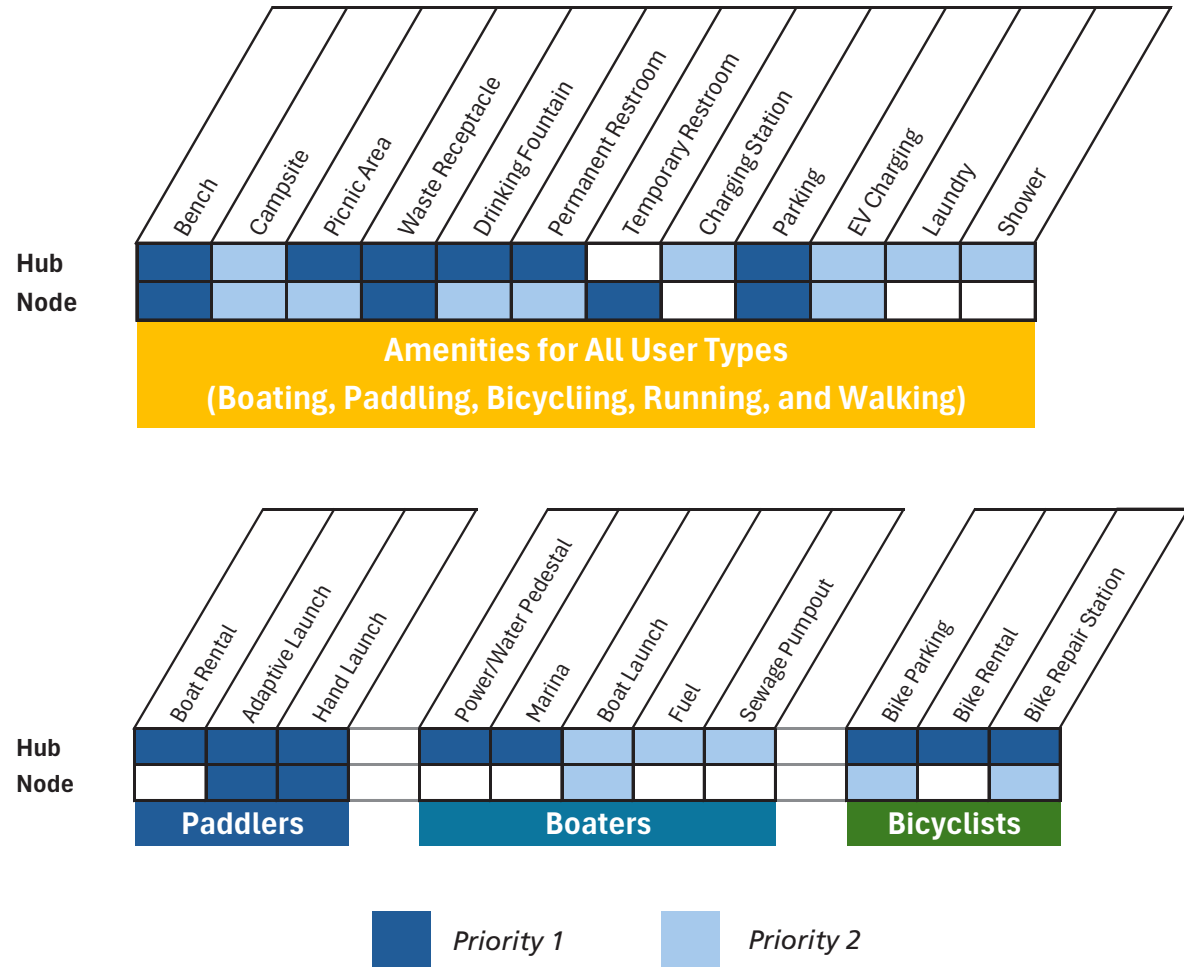 Bench
Campsite
Picnic Area
Waste Receptacle
Drinking Fountain
Permanent Restroom
Temporary Restroom
Charging Station
Parking
EV Charging
Laundry
Shower
Hub
Node
Amenities for All User Types
(Boating, Paddling, Bicycliing, Running, and Walking)
Boat Rental
Adaptive Launch
Hand Launch
Power/Water Pedestal
Marina
Boat Launch
Fuel
Sewage Pumpout
Bike Parking
Bike Rental
Bike Repair Station
Hub
Node
Paddlers
Boaters
Bicyclists
Priority 1
Priority 2